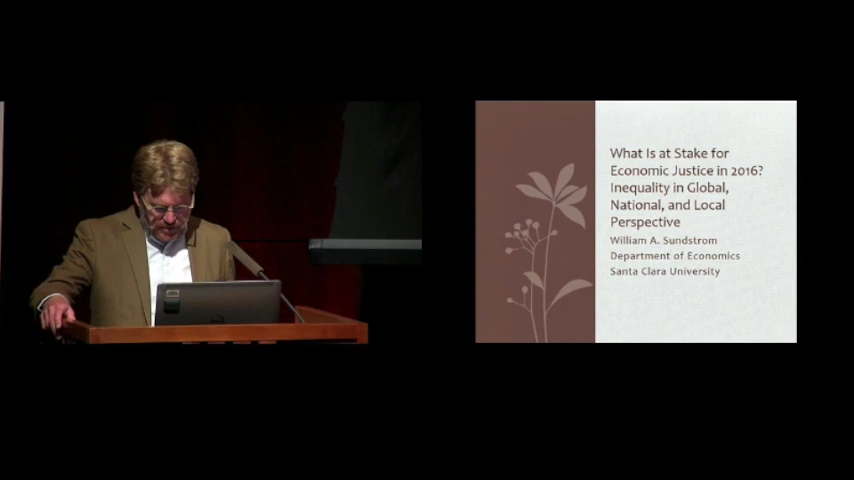 What Is at Stake for
Economic Justice in 2016?
Inequality in Global,
National, and Local
Perspective
William A. Sundstrom
Department of Economics
Santa Clara University